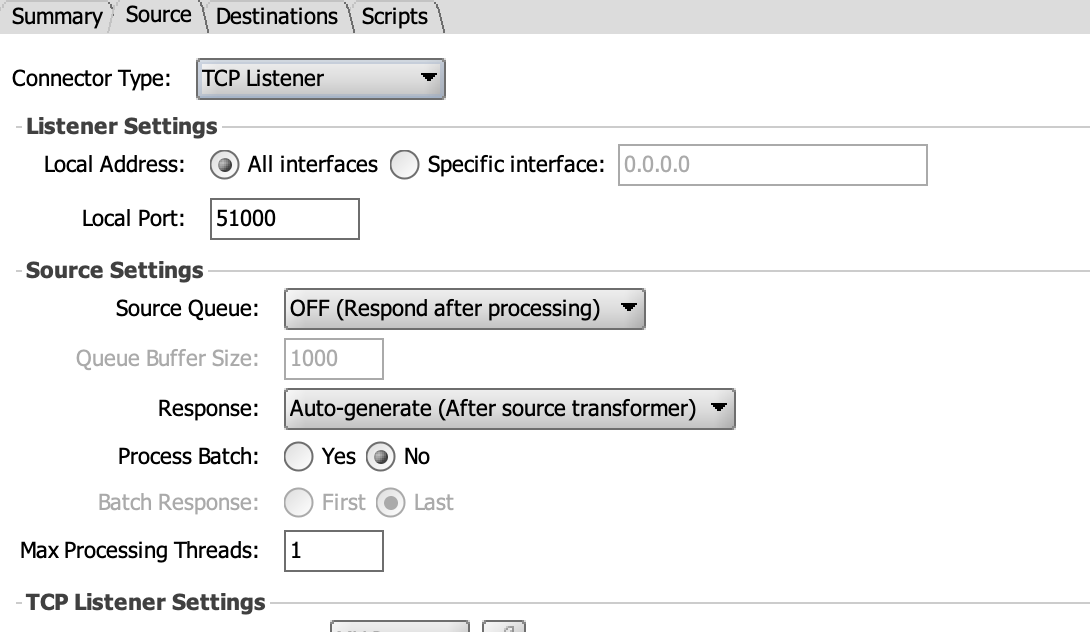 Summary Source Destinations Scripts
Connector Type: TCP Listener
Listener Settings
Local Address: All interfaces Specific interface: 0.0.0.0
Local Port: 51000
Source Settings
Source Queue: OFF (Respond after processing)
Queue Buffer Size: 1000
Response: Auto-generate (After source transformer)
Process Batch: Yes No
Batch Response: First Last
Max Processing Threads: 1
TCP Listener Settings